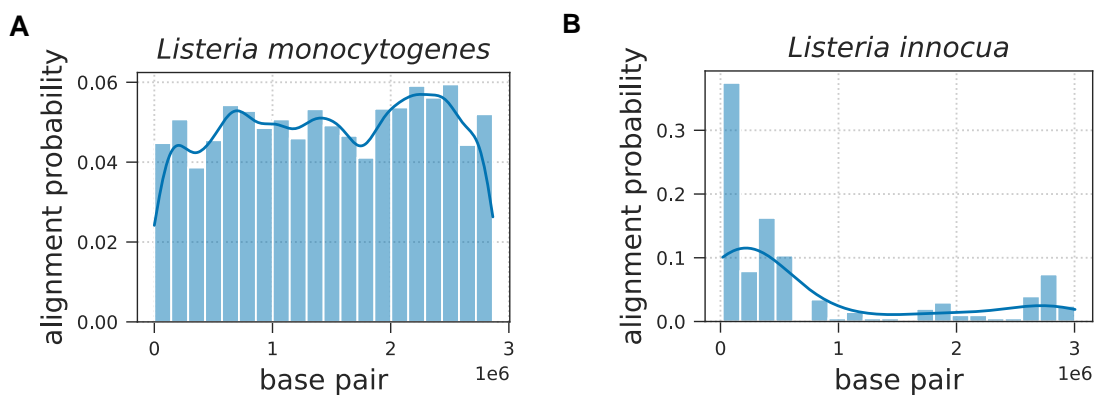 A
Listeria monocytogenes
alignment probability
0.06
0.04
0.02
0.00
0
1
2
3
1e6
base pair
B
Listeria innocua
alignment probability
0.3
0.2
0.1
0.0
0
1
2
3
1e6
base pair